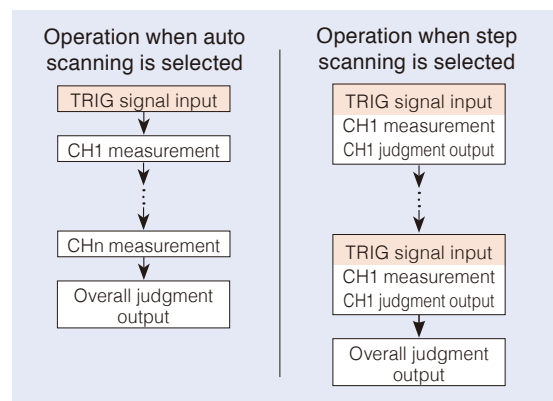 Operation when auto
scanning is selected
TRIG signal input
CH1 measurement
CHn measurement
Overall judgment
output
Operation when step
scanning is selected
TRIG signal input
CH1 measurement
CH1 judgment output
TRIG signal input
CH1 measurement
CH1 judgment output
Overall judgment
output